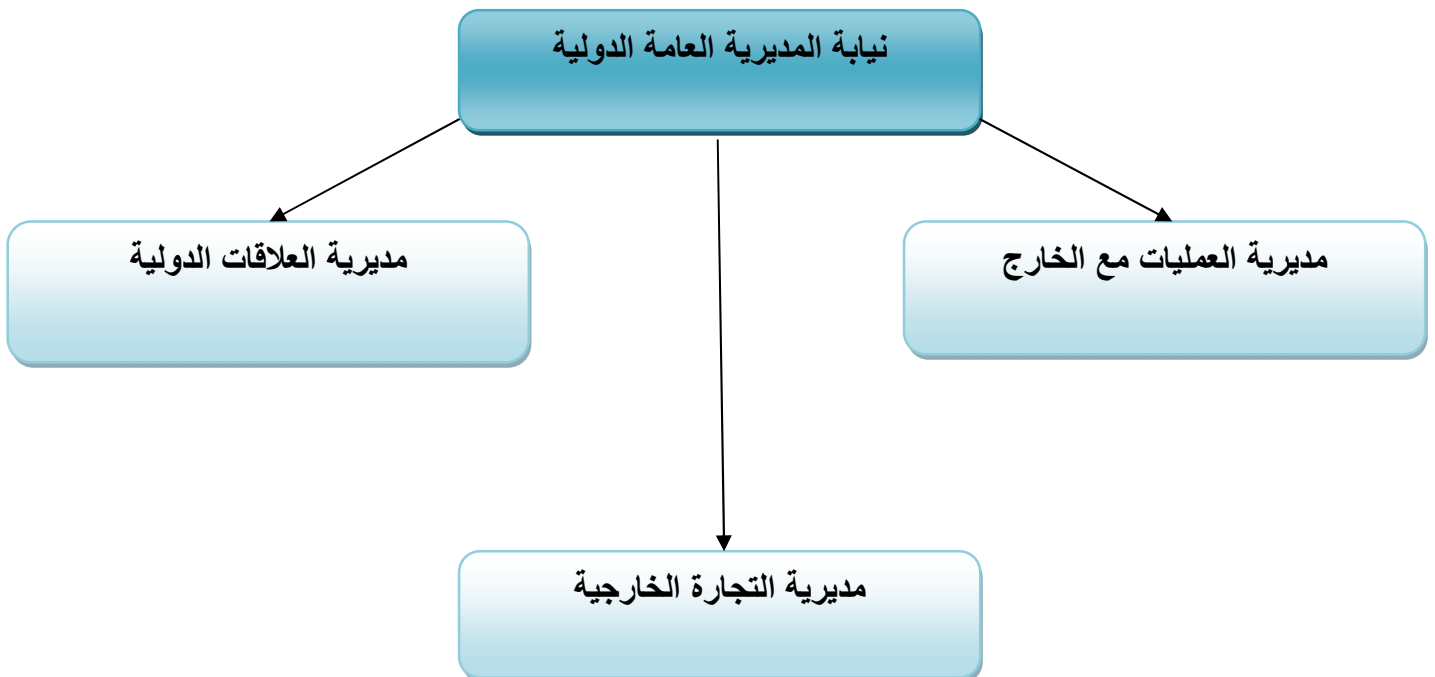 نيابة المديرية العامة الدولية
مديرية العمليات مع الخارج
مديرية العلاقات الدولية
مديرية التجارة الخارجية